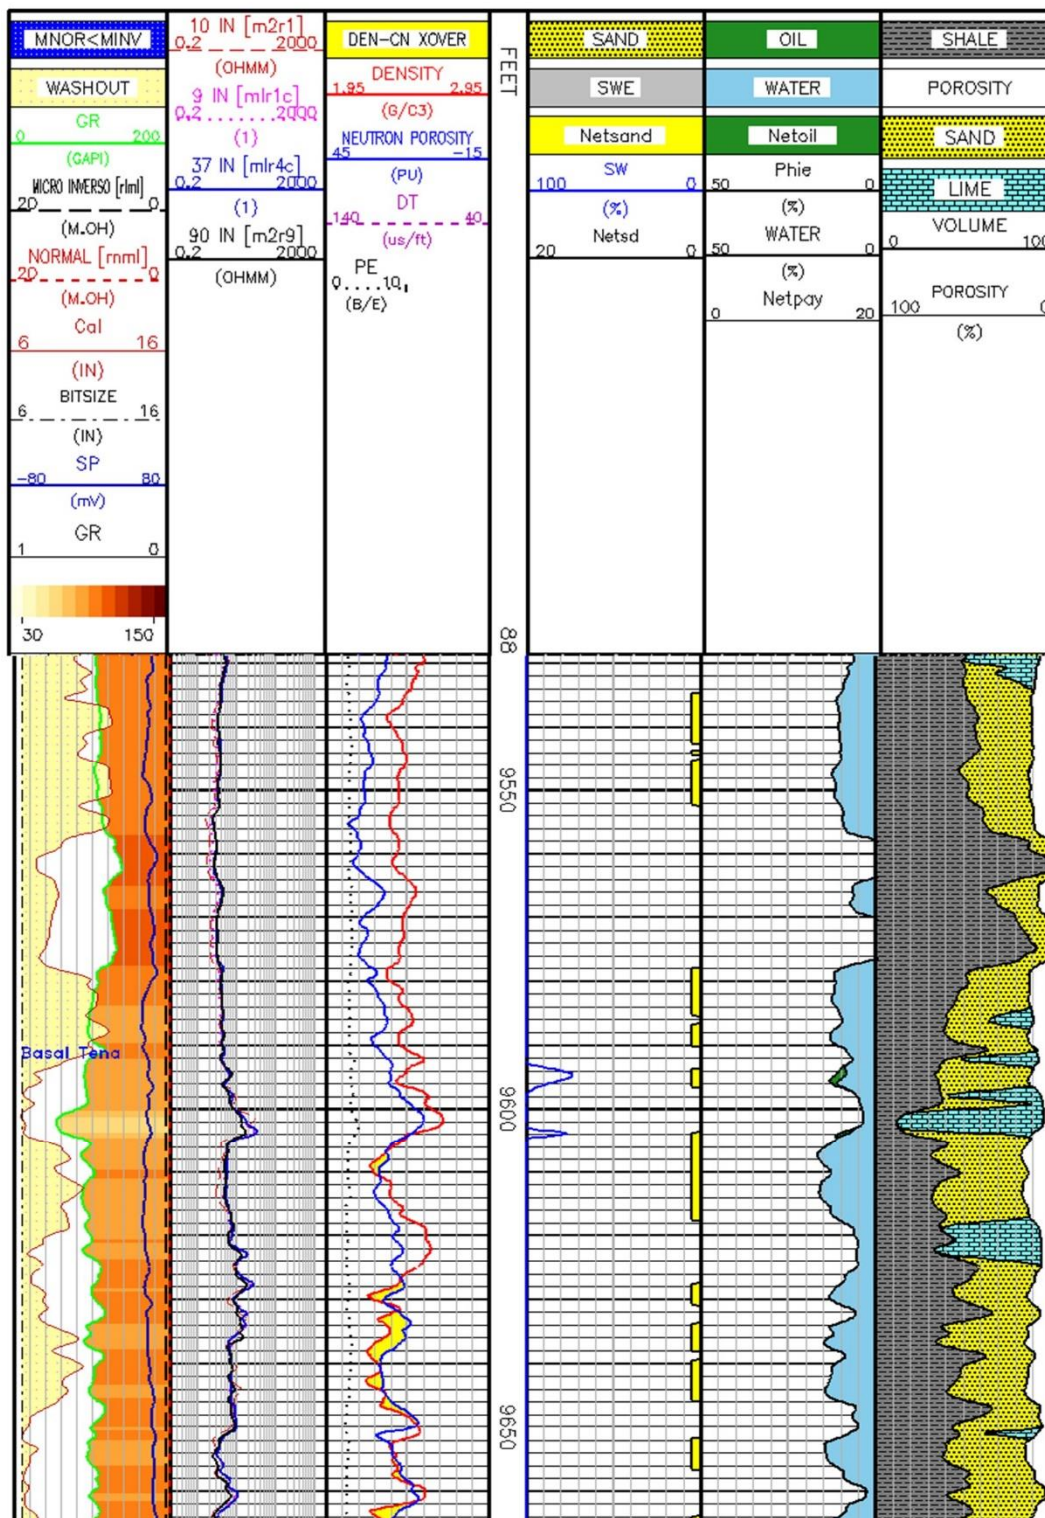 MNOR<MINV
WASHOUT
GR
0 200
(GAPI)
MICRO INVERSO [rlml]
20 0
(M.OH)
NORMAL [rnml]
20 0
(M.OH)
Cal
6 16
(IN)
BITSIZE
6 16
(IN)
SP
-80 80
(mV)
GR
1 0
30 150
10 IN [m2r1]
0.2 2000
(OHMM)
9 IN [mlr1c]
0.2 2000
(1)
37 IN [mlr4c]
0.2 2000
(1)
90 IN [m2r9]
0.2 2000
(OHMM)
DEN-CN XOVER
DENSITY
1.95 2.95
(G/C3)
NEUTRON POROSITY
45 -15
(PU)
DT
140 40
(us/ft)
PE
0 10
(B/E)
FEET
88
SAND
SWE
Netsand
SW
100 0
(%)
Netsd
20 0
OIL
WATER
Netoil
Phie
50 0
(%)
WATER
50 0
(%)
Netpay
0 20
SHALE
POROSITY
SAND
LIME
VOLUME
0 100
POROSITY
100 0
(%)
9550
Basal Tena
9600
9650